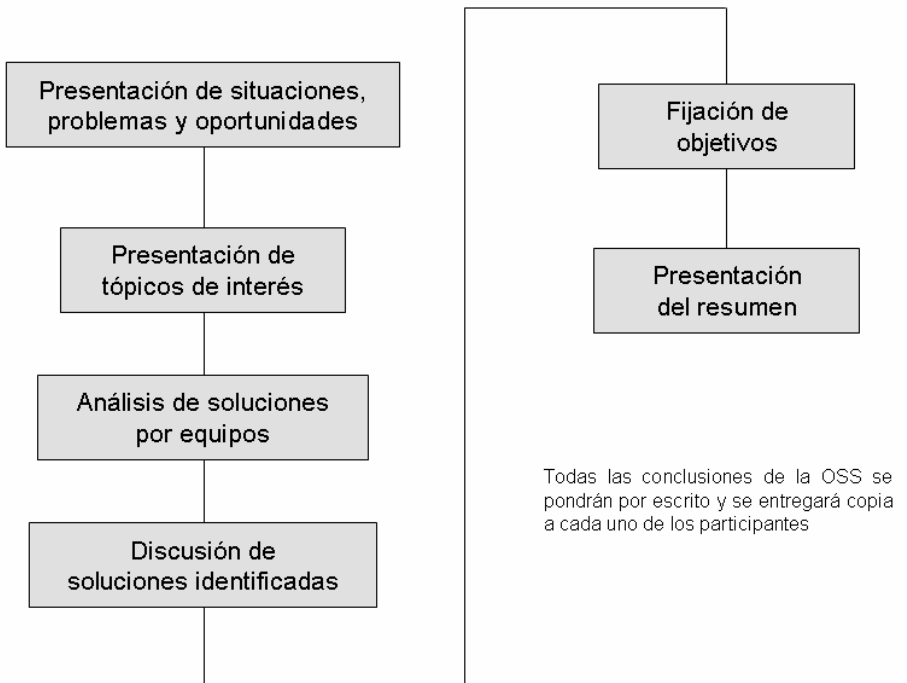 Presentación de situaciones,
problemas y oportunidades
Presentación de
tópicos de interés
Análisis de soluciones
por equipos
Discusión de
soluciones identificadas
Fijación de
objetivos
Presentación
del resumen
Todas las conclusiones de la OSS se
pondrán por escrito y se entregará copia
a cada uno de los participantes